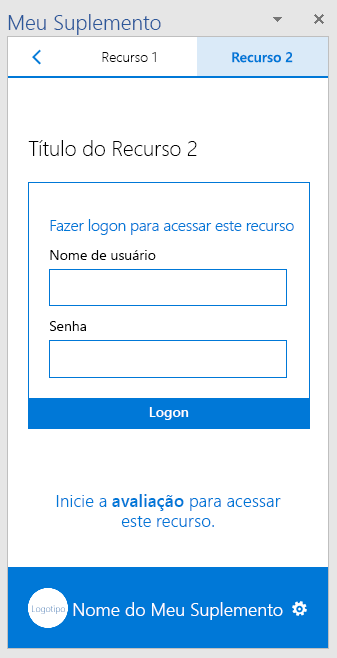 Meu Suplemento
Recurso 1
Recurso 2
Título do Recurso 2
Fazer logon para acessar este recurso
Nome de usuário
Senha
Logon
Inicie a avaliação para acessar
este recurso.
Logotipo
Nome do Meu Suplemento